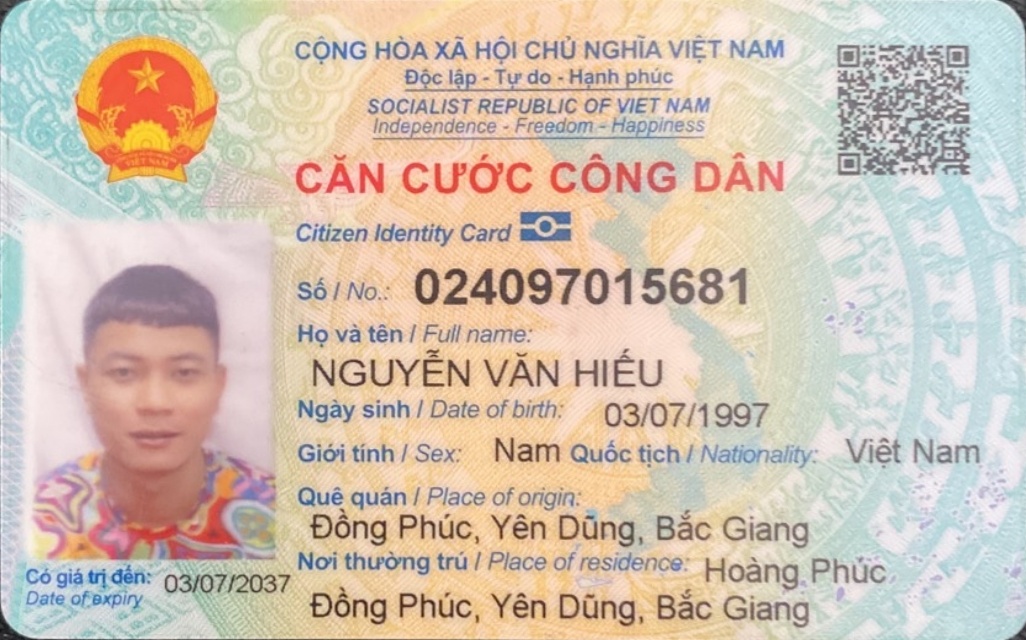 CỘNG HÒA XÃ HỘI CHỦ NGHĨA VIỆT NAM
Độc lập - Tự do - Hạnh phúc
SOCIALIST REPUBLIC OF VIET NAM
Independence - Freedom - Happiness
CĂN CƯỚC CÔNG DÂN
Citizen Identity Card
Số / No.: 024097015681
Họ và tên / Full name:
NGUYỄN VĂN HIẾU
Ngày sinh / Date of birth: 03/07/1997
Giới tính / Sex: Nam Quốc tịch / Nationality: Việt Nam
Quê quán / Place of origin:
Đồng Phúc, Yên Dũng, Bắc Giang
Nơi thường trú / Place of residence: Hoàng Phúc
Đồng Phúc, Yên Dũng, Bắc Giang
Có giá trị đến: 03/07/2037
Date of expiry
VIỆT NAM